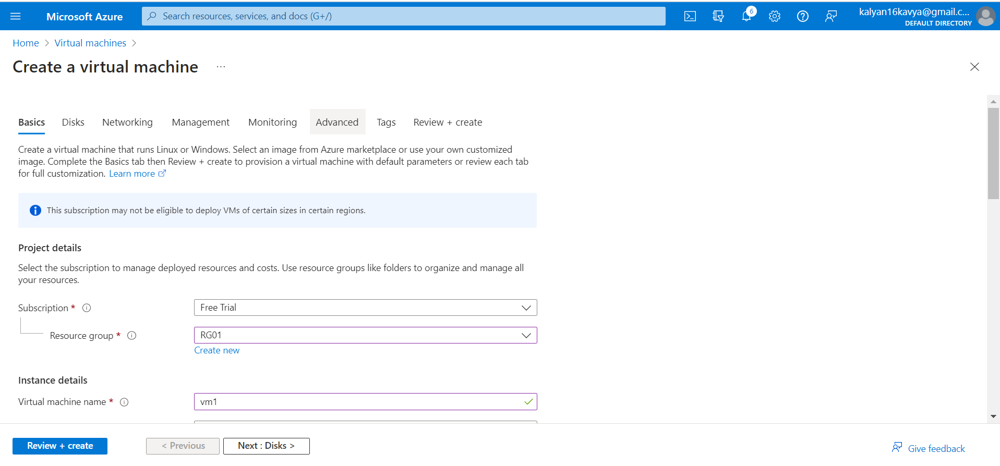 Microsoft Azure
Search resources, services, and docs (G+/)
6
kalyan16kavya@gmail.c...
DEFAULT DIRECTORY
Home > Virtual machines >
Create a virtual machine ...
Basics Disks Networking Management Monitoring Advanced Tags Review + create
Create a virtual machine that runs Linux or Windows. Select an image from Azure marketplace or use your own customized
image. Complete the Basics tab then Review + create to provision a virtual machine with default parameters or review each tab
for full customization. Learn more
This subscription may not be eligible to deploy VMs of certain sizes in certain regions.
Project details
Select the subscription to manage deployed resources and costs. Use resource groups like folders to organize and manage all
your resources.
Subscription * Free Trial
Resource group * RG01
Create new
Instance details
Virtual machine name * vm1
Review + create < Previous Next : Disks > Give feedback